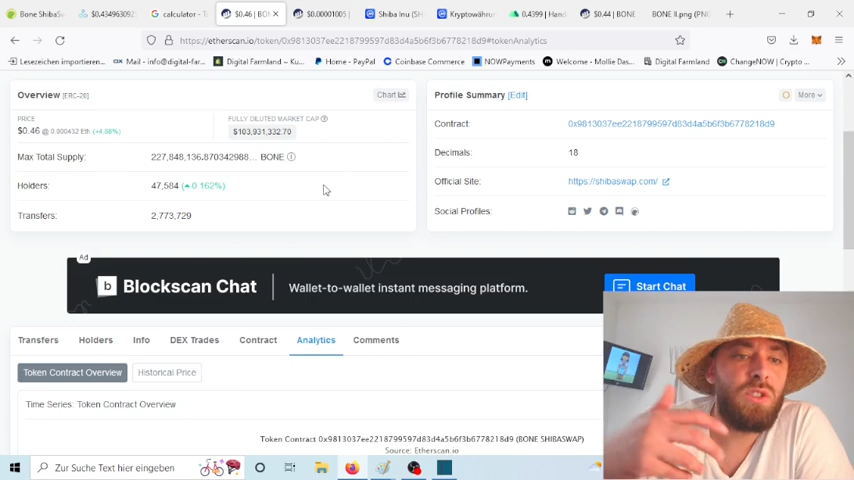 Bone ShibaSw
$0.4349630925
calculator - 
$0.46 | BON
$0.00001005 |
Shiba Inu (SH
Kryptowährun
0.4399 | Hand
$0.44 | BONE
BONE II.png (PNG
https://etherscan.io/token/0x9813037ee2218799597d83d4a5b6f3b6778218d9#tokenAnalytics
Lesezeichen importieren...
Mail - info@digital-far...
Digital Farmland – Ku...
Home - PayPal
Coinbase Commerce
NOWPayments
Welcome - Mollie Das...
Digital Farmland
ChangeNOW | Crypto ...
Overview [ERC-20]
Chart
Profile Summary [Edit]
More
PRICE
FULLY DILUTED MARKET CAP
$0.46 @ 0.000432 Eth (+4.88%)
$103,931,332.70
Contract:
0x9813037ee2218799597d83d4a5b6f3b6778218d9
Max Total Supply:
227,848,136.870342988... BONE
Decimals:
18
Holders:
47,584 (0.162%)
Official Site:
https://shibaswap.com/
Transfers:
2,773,729
Social Profiles:
Ad
b
Blockscan Chat
Wallet-to-wallet instant messaging platform.
Start Chat
Transfers
Holders
Info
DEX Trades
Contract
Analytics
Comments
Token Contract Overview
Historical Price
Time Series: Token Contract Overview
Token Contract 0x9813037ee2218799597d83d4a5b6f3b6778218d9 (BONE SHIBASWAP)
Source: Etherscan.io
Zur Suche Text hier eingeben